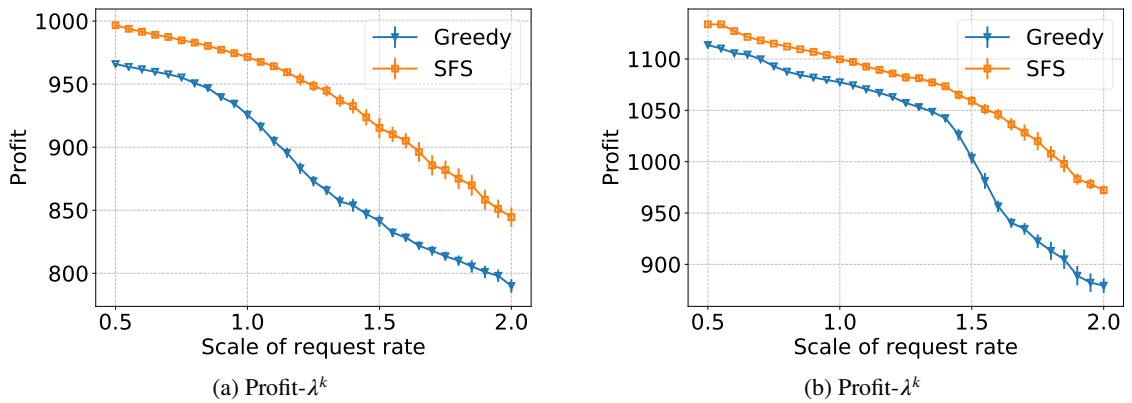 1000
950
900
850
800
Profit
Greedy
SFS
0.5 1.0 1.5 2.0
Scale of request rate
(a) Profit-λ^k
1100
1050
1000
950
900
Profit
Greedy
SFS
0.5 1.0 1.5 2.0
Scale of request rate
(b) Profit-λ^k